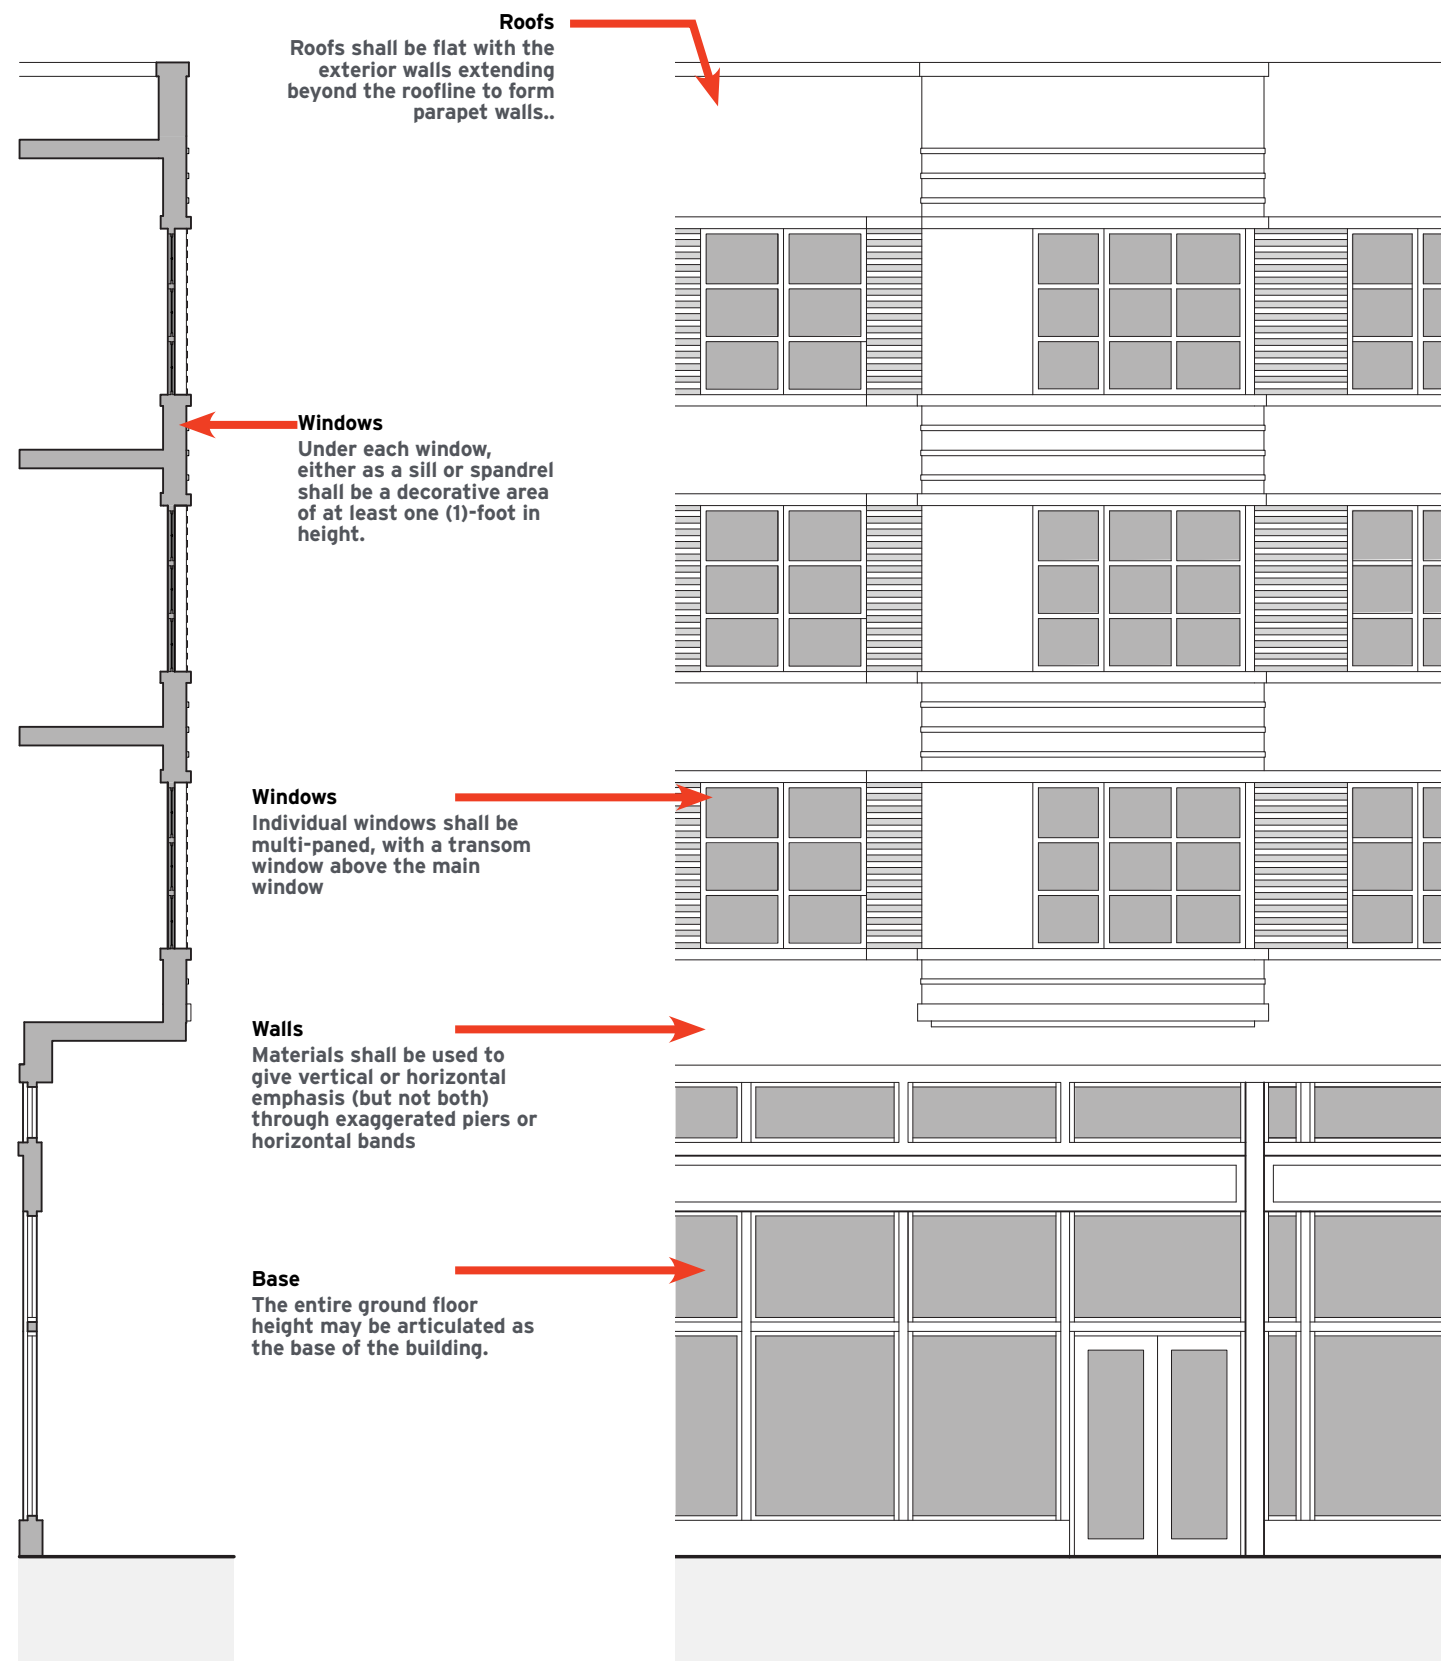 Roofs
Roofs shall be flat with the
exterior walls extending
beyond the roofline to form
parapet walls..
Windows
Under each window,
either as a sill or spandrel
shall be a decorative area
of at least one (1)-foot in
height.
Windows
Individual windows shall be
multi-paned, with a transom
window above the main
window
Walls
Materials shall be used to
give vertical or horizontal
emphasis (but not both)
through exaggerated piers or
horizontal bands
Base
The entire ground floor
height may be articulated as
the base of the building.